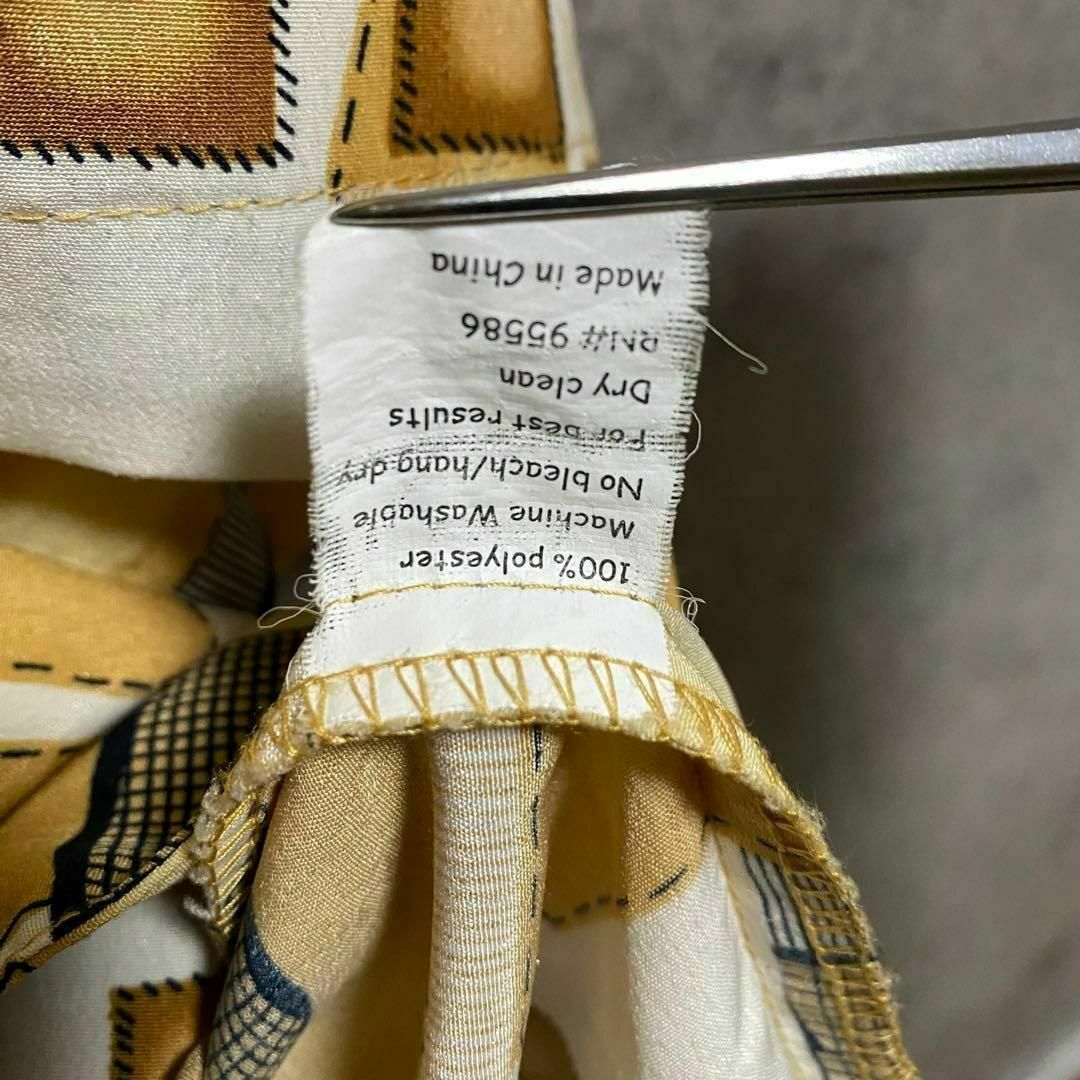 100% polyester
Machine Washable
No bleach/hang dry
For best results
Dry clean
RN# 95586
Made in China